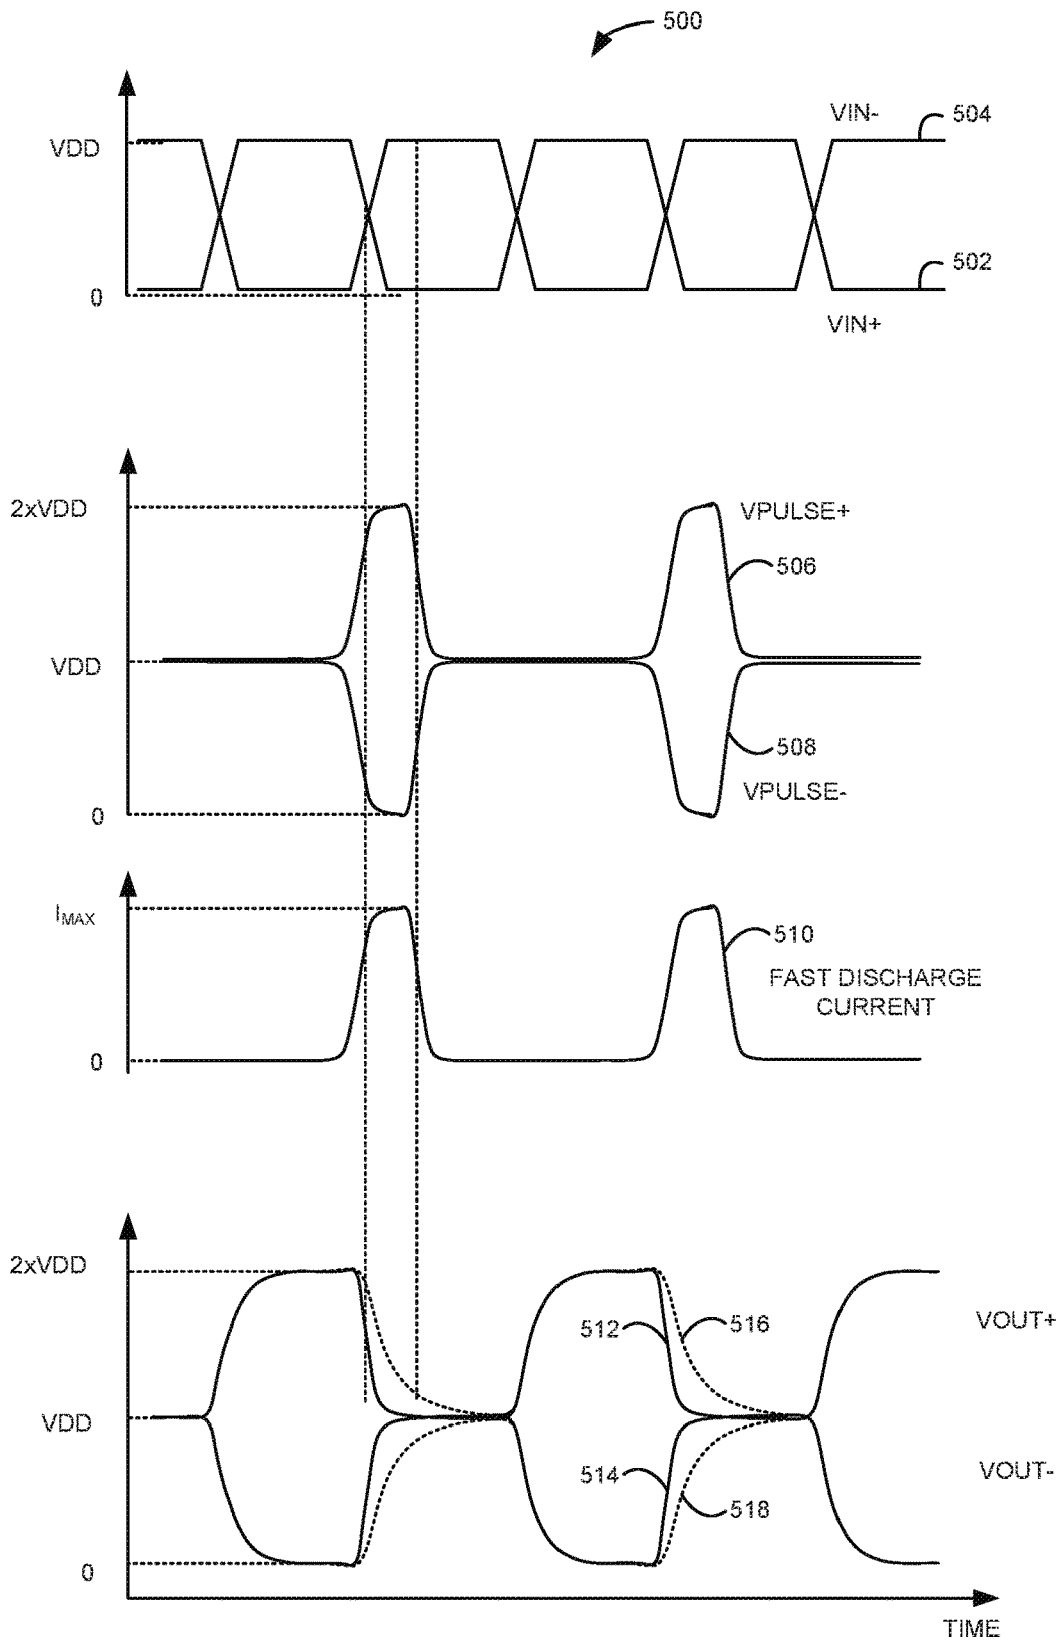 500
VIN-
504
VDD
502
0
VIN+
2xVDD
VPULSE+
506
VDD
508
VPULSE-
0
IMAX
510
FAST DISCHARGE
CURRENT
0
2xVDD
512
516
VOUT+
VDD
514
518
VOUT-
0
TIME